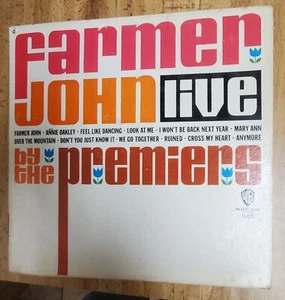 farmer
JOHN live
FARMER JOHN · ANNIE OAKLEY · FEEL LIKE DANCING · LOOK AT ME · I WON'T BE BACK NEXT YEAR · MARY ANN
OVER THE MOUNTAIN · DON'T YOU JUST KNOW IT · WE GO TOGETHER · RUINED · CROSS MY HEART · ANYMORE
by the premiers